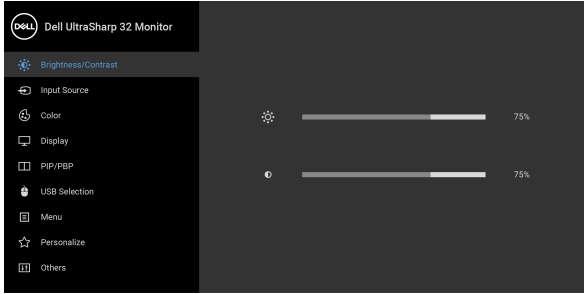 DELL
Dell UltraSharp 32 Monitor
Brightness/Contrast
Input Source
75%
Color
Display
PIP/PBP
75%
USB Selection
Menu
Personalize
Others